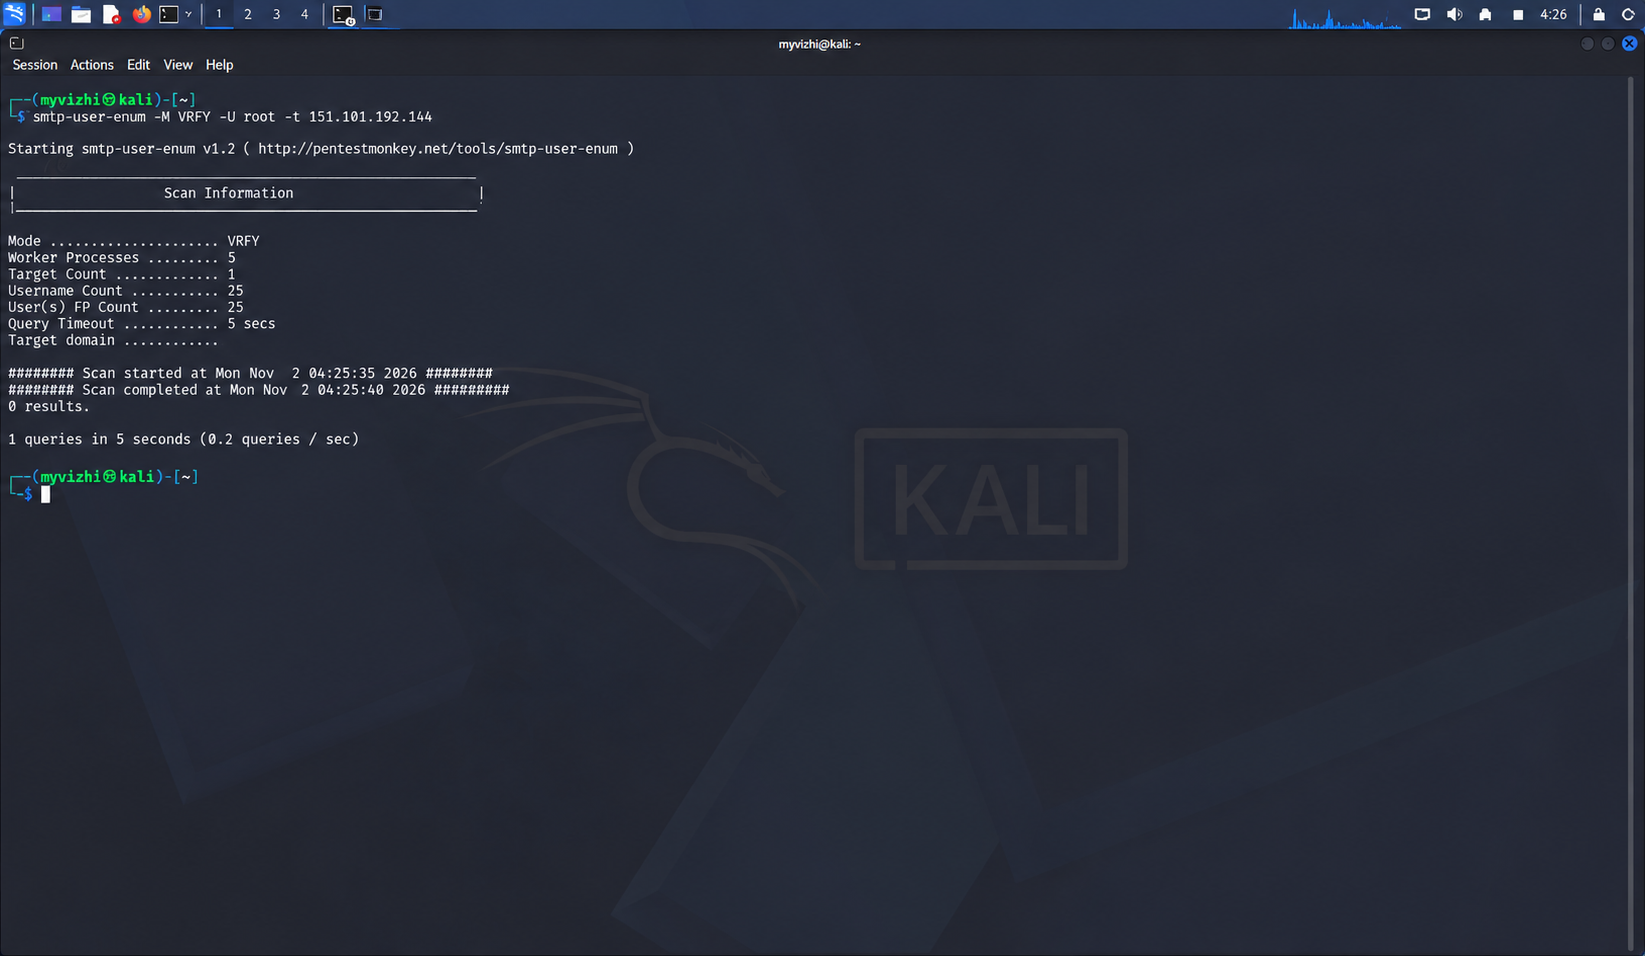 1 2 3 4 4:26
myvizhi@kali: ~
Session Actions Edit View Help
┌──(myvizhi㉿kali)-[~]
└─$ smtp-user-enum -M VRFY -U root -t 151.101.192.144
Starting smtp-user-enum v1.2 ( http://pentestmonkey.net/tools/smtp-user-enum )
| Scan Information |
Mode ..................... VRFY
Worker Processes ......... 5
Target Count ............. 1
Username Count ........... 25
User(s) FP Count ......... 25
Query Timeout ............ 5 secs
Target domain ............
######## Scan started at Mon Nov  2 04:25:35 2026 ########
######## Scan completed at Mon Nov  2 04:25:40 2026 #########
0 results.
1 queries in 5 seconds (0.2 queries / sec)
┌──(myvizhi㉿kali)-[~]
└─$
KALI